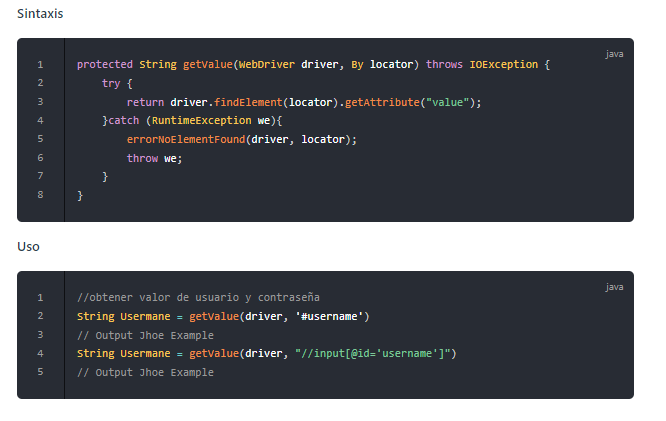 Sintaxis
java
1 protected String getValue(WebDriver driver, By locator) throws IOException {
2 try {
3 return driver.findElement(locator).getAttribute("value");
4 }catch (RuntimeException we){
5 errorNoElementFound(driver, locator);
6 throw we;
7 }
8 }
Uso
java
1 //obtener valor de usuario y contraseña
2 String Usermane = getValue(driver, '#username')
3 // Output Jhoe Example
4 String Usermane = getValue(driver, "//input[@id='username']")
5 // Output Jhoe Example